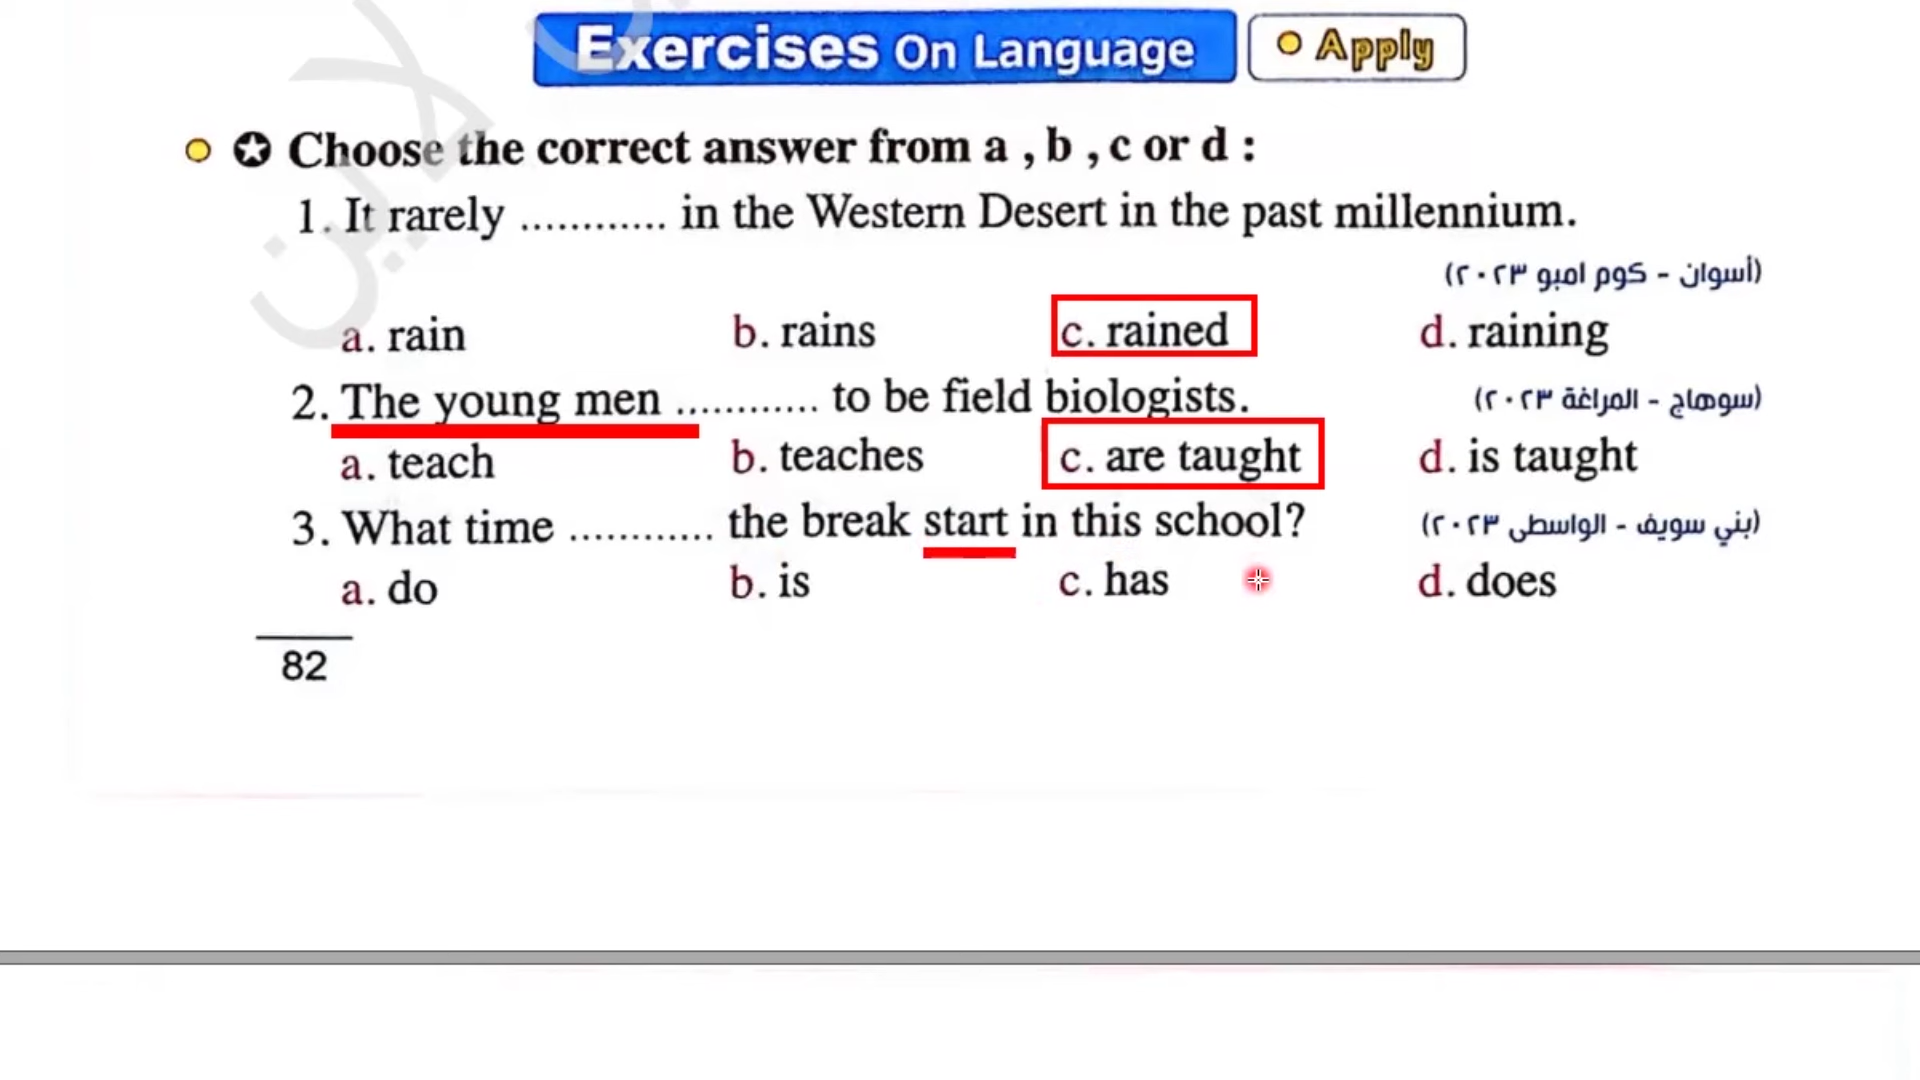 Exercises On Language Apply
Choose the correct answer from a , b , c or d :
1. It rarely ............ in the Western Desert in the past millennium.
(أسوان - كوم امبو ٢٠٢٣)
a. rain b. rains c. rained d. raining
2. The young men ............ to be field biologists. (سوهاج - المراغة ٢٠٢٣)
a. teach b. teaches c. are taught d. is taught
3. What time ............ the break start in this school? (بني سويف - الواسطى ٢٠٢٣)
a. do b. is c. has d. does
82